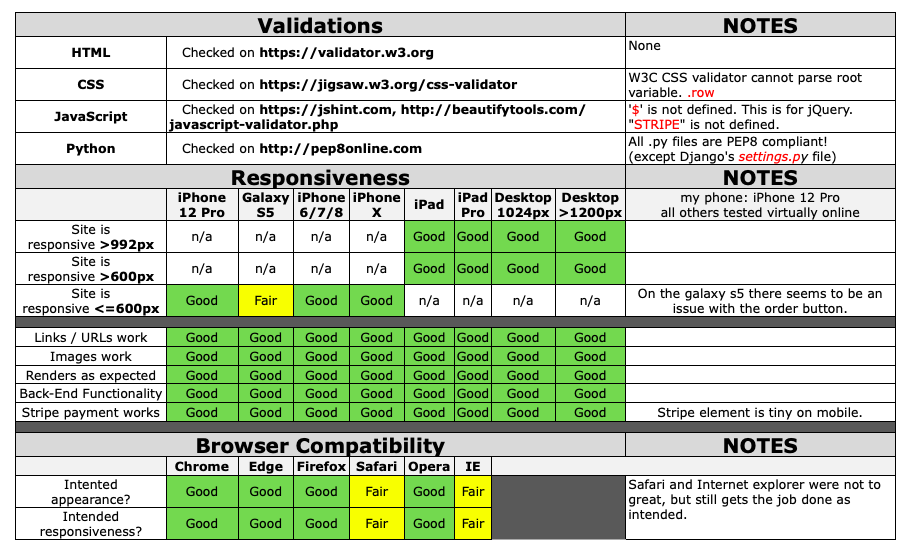 Validations NOTES
HTML Checked on https://validator.w3.org None
CSS Checked on https://jigsaw.w3.org/css-validator W3C CSS validator cannot parse root
variable. .row
JavaScript Checked on https://jshint.com, http://beautifytools.com/
javascript-validator.php '$' is not defined. This is for jQuery.
"STRIPE" is not defined.
Python Checked on http://pep8online.com All .py files are PEP8 compliant!
(except Django's settings.py file)
Responsiveness NOTES
iPhone Galaxy iPhone iPhone iPad iPad Desktop Desktop my phone: iPhone 12 Pro
12 Pro S5 6/7/8 X Pro 1024px >1200px all others tested virtually online
Site is
responsive >992px n/a n/a n/a n/a Good Good Good Good
Site is
responsive >600px n/a n/a n/a n/a Good Good Good Good
Site is
responsive <=600px Good Fair Good Good n/a n/a n/a n/a On the galaxy s5 there seems to be an
issue with the order button.
Links / URLs work Good Good Good Good Good Good Good Good
Images work Good Good Good Good Good Good Good Good
Renders as expected Good Good Good Good Good Good Good Good
Back-End Functionality Good Good Good Good Good Good Good Good
Stripe payment works Good Good Good Good Good Good Good Good Stripe element is tiny on mobile.
Browser Compatibility NOTES
Chrome Edge Firefox Safari Opera IE
Intented
appearance? Good Good Good Fair Good Fair Safari and Internet explorer were not to
great, but still gets the job done as
intended.
Intended
responsiveness? Good Good Good Fair Good Fair